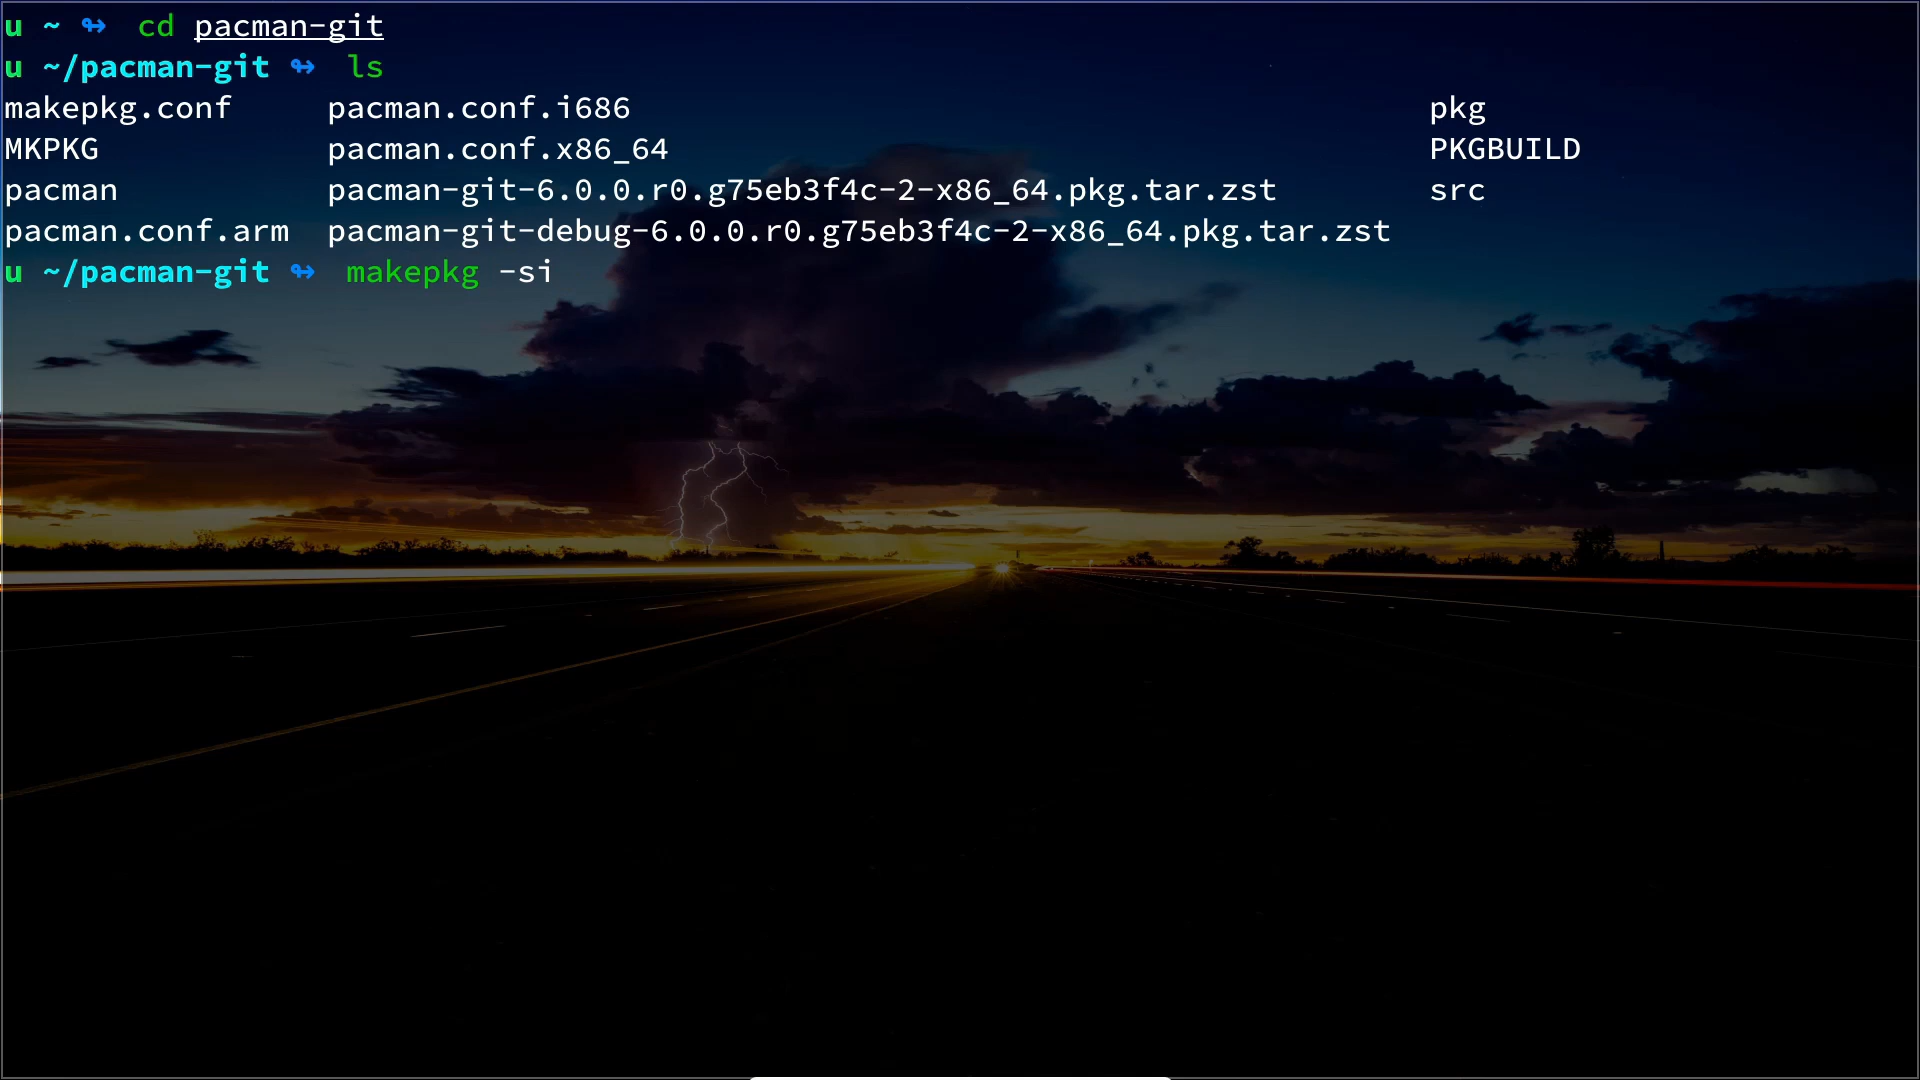 u ~ ↬ cd pacman-git
u ~/pacman-git ↬ ls
makepkg.conf pacman.conf.i686 pkg
MKPKG pacman.conf.x86_64 PKGBUILD
pacman pacman-git-6.0.0.r0.g75eb3f4c-2-x86_64.pkg.tar.zst src
pacman.conf.arm pacman-git-debug-6.0.0.r0.g75eb3f4c-2-x86_64.pkg.tar.zst
u ~/pacman-git ↬ makepkg -si